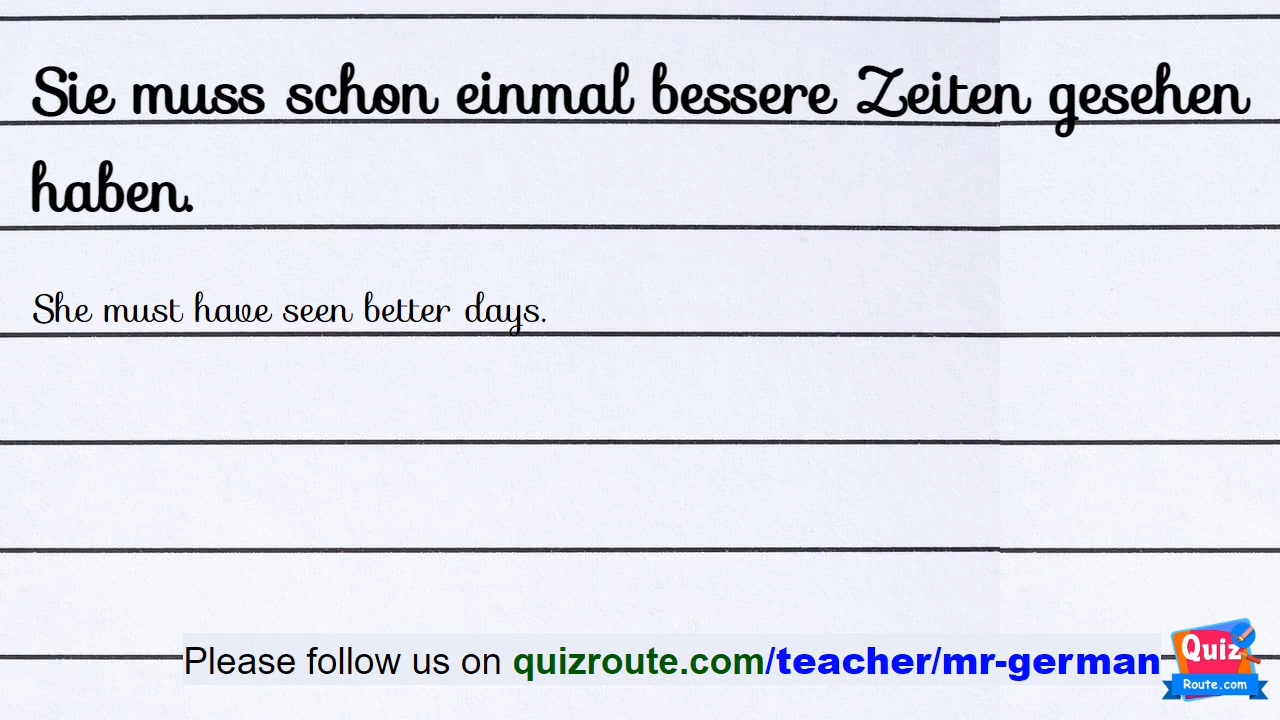 Sie muss schon einmal bessere Zeiten gesehen
haben.
She must have seen better days.
Please follow us on quizroute.com/teacher/mr-german
Quiz
Route.com